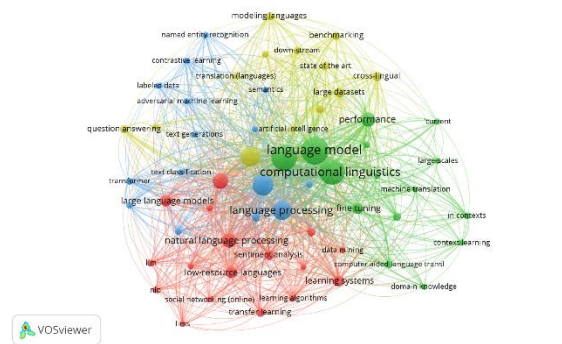 modeling languages
named entity recognition
benchmarking
down-stream
contrastive learning
state of the art
translation (languages)
cross-lingual
labeled data
semantics
large datasets
adversarial machine learning
performance
current
question answering
artificial intelligence
text generations
language model
large scales
text classification
computational linguistics
transformer
machine translation
large language models
language processing
fine tuning
in contexts
natural language processing
contexts learning
data mining
sentiment analysis
llm
computer aided language transl
low-resource languages
learning systems
domain knowledge
nlp
social networking (online)
learning algorithms
transfer learning
llms
VOSviewer